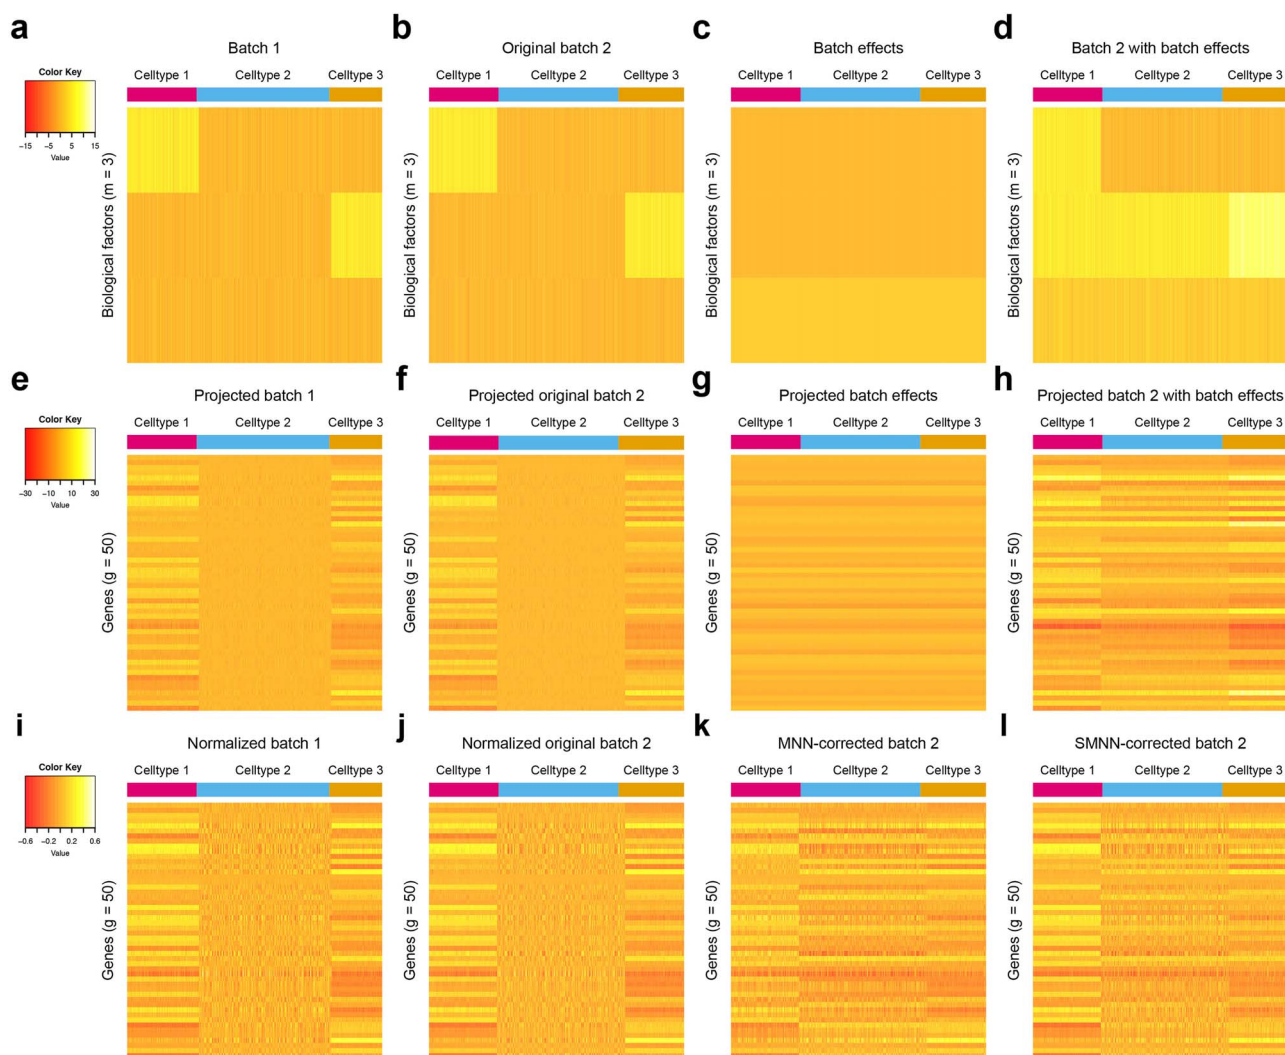 a
Batch 1
b
Original batch 2
c
Batch effects
d
Batch 2 with batch effects
Color Key
−15 −5 5 15
Value
Celltype 1 Celltype 2 Celltype 3
Celltype 1 Celltype 2 Celltype 3
Celltype 1 Celltype 2 Celltype 3
Celltype 1 Celltype 2 Celltype 3
Biological factors (m = 3)
Biological factors (m = 3)
Biological factors (m = 3)
Biological factors (m = 3)
e
Projected batch 1
f
Projected original batch 2
g
Projected batch effects
h
Projected batch 2 with batch effects
Color Key
−30 −10 10 30
Value
Celltype 1 Celltype 2 Celltype 3
Celltype 1 Celltype 2 Celltype 3
Celltype 1 Celltype 2 Celltype 3
Celltype 1 Celltype 2 Celltype 3
Genes (g = 50)
Genes (g = 50)
Genes (g = 50)
Genes (g = 50)
i
Normalized batch 1
j
Normalized original batch 2
k
MNN-corrected batch 2
l
SMNN-corrected batch 2
Color Key
−0.6 −0.2 0.2 0.6
Value
Celltype 1 Celltype 2 Celltype 3
Celltype 1 Celltype 2 Celltype 3
Celltype 1 Celltype 2 Celltype 3
Celltype 1 Celltype 2 Celltype 3
Genes (g = 50)
Genes (g = 50)
Genes (g = 50)
Genes (g = 50)